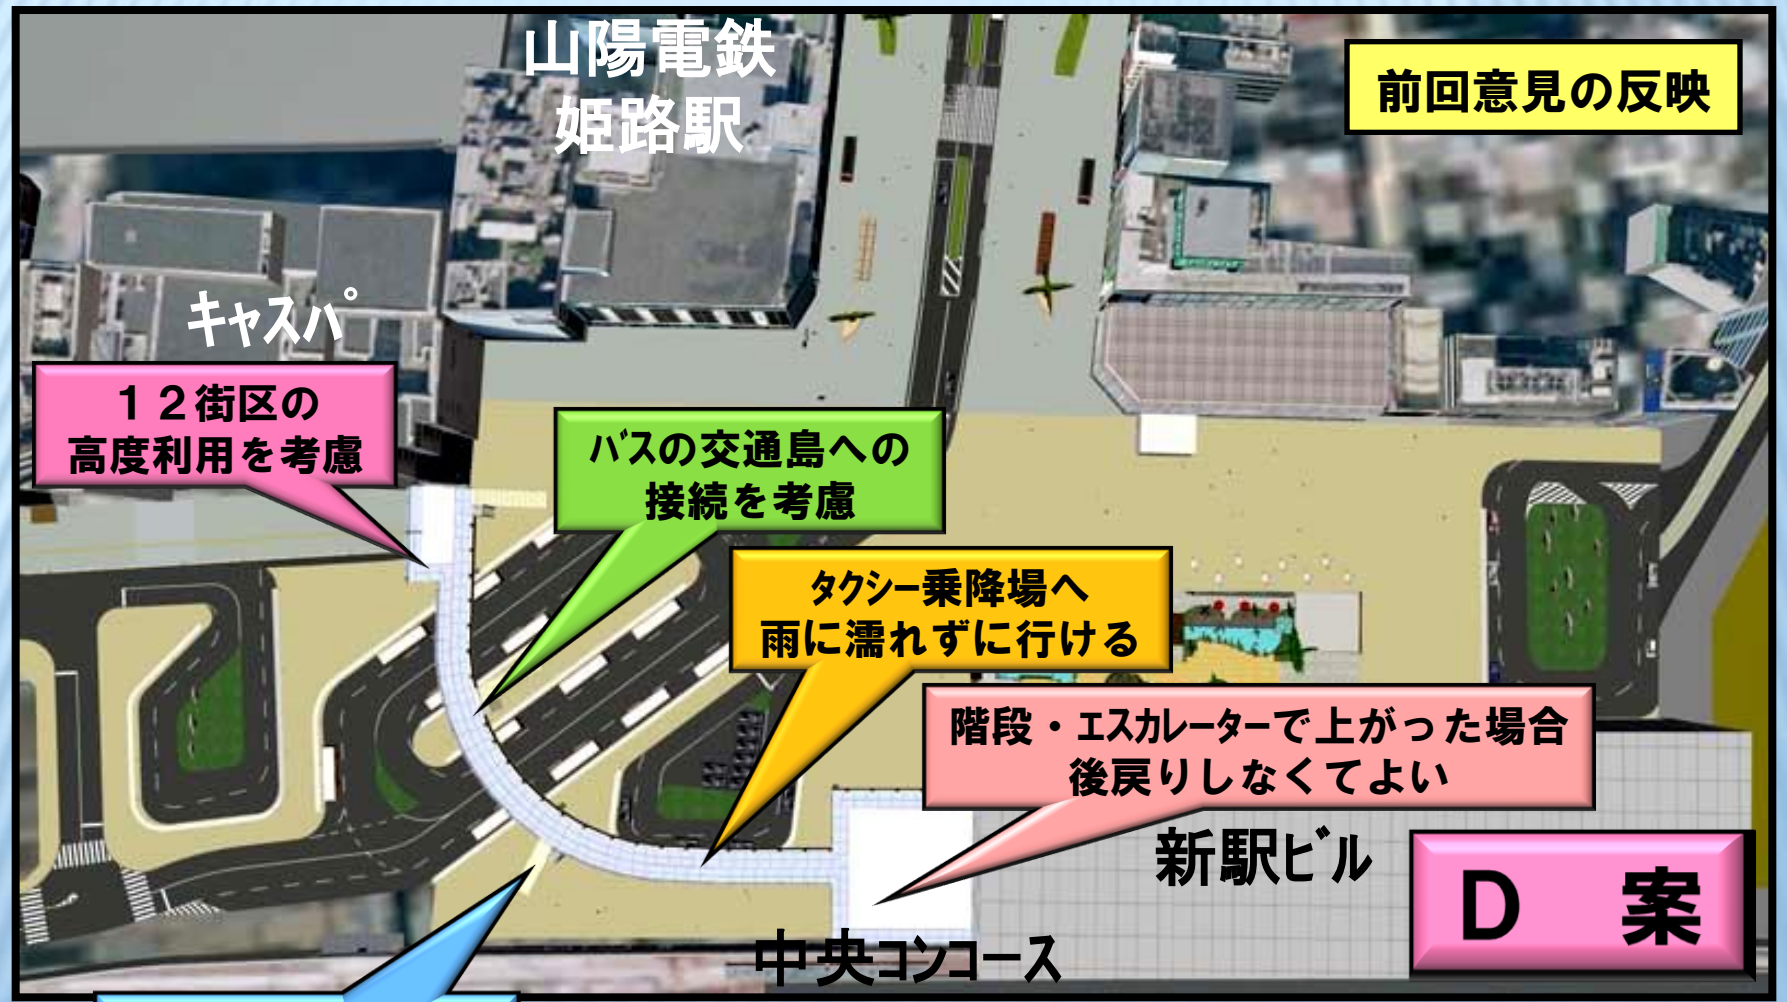 山陽電鉄
姫路駅
前回意見の反映
キャスパ
１２街区の
高度利用を考慮
バスの交通島への
接続を考慮
タクシー乗降場へ
雨に濡れずに行ける
階段・エスカレーターで上がった場合
後戻りしなくてよい
新駅ビル
D 案
中央コンコース